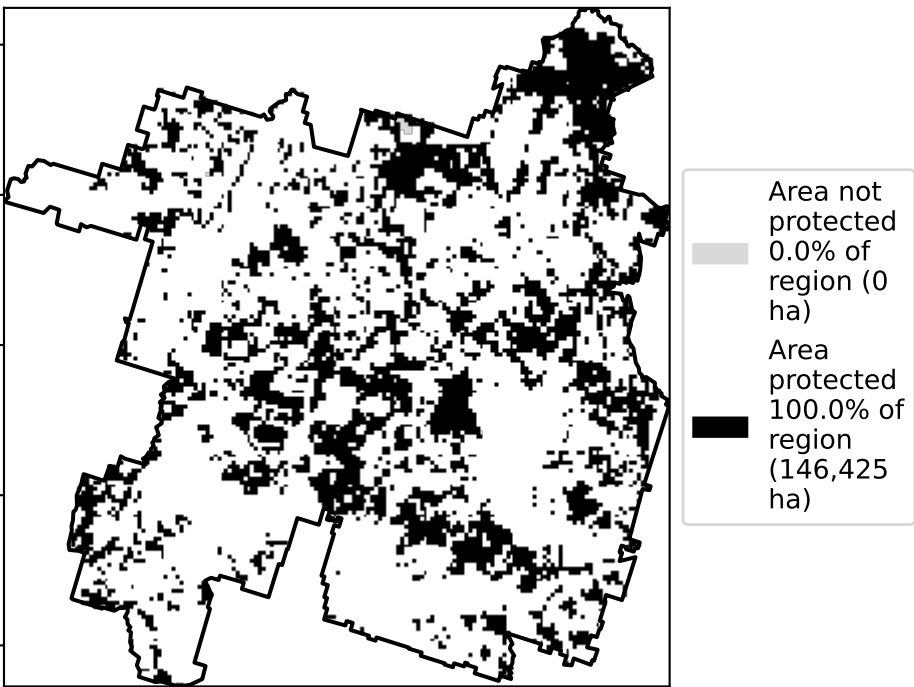 Area not
protected
0.0% of
region (0
ha)
Area
protected
100.0% of
region
(146,425
ha)